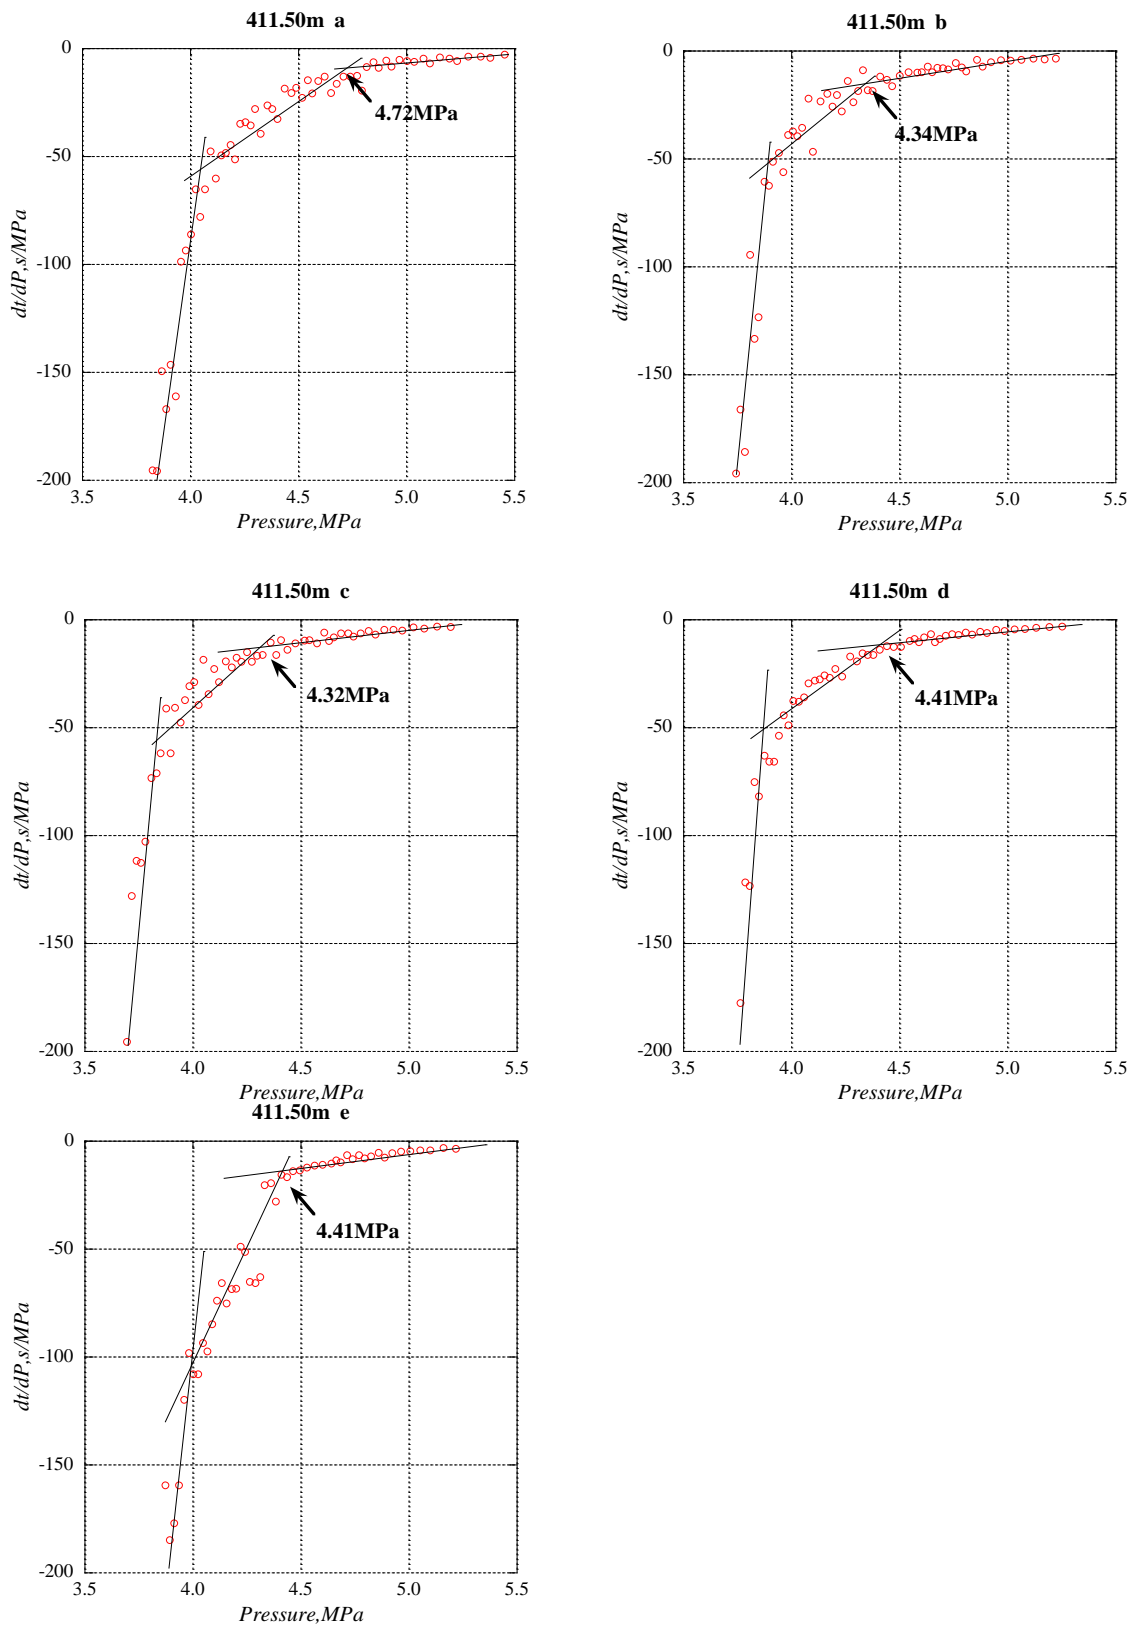 411.50m a
0
-50
-100
-150
-200
dt/dP,s/MPa
4.72MPa
3.5 4.0 4.5 5.0 5.5
Pressure,MPa
411.50m b
0
-50
-100
-150
-200
dt/dP,s/MPa
4.34MPa
3.5 4.0 4.5 5.0 5.5
Pressure,MPa
411.50m c
0
-50
-100
-150
-200
dt/dP,s/MPa
4.32MPa
3.5 4.0 4.5 5.0 5.5
Pressure,MPa
411.50m d
0
-50
-100
-150
-200
dt/dP,s/MPa
4.41MPa
3.5 4.0 4.5 5.0 5.5
Pressure,MPa
411.50m e
0
-50
-100
-150
-200
dt/dP,s/MPa
4.41MPa
3.5 4.0 4.5 5.0 5.5
Pressure,MPa